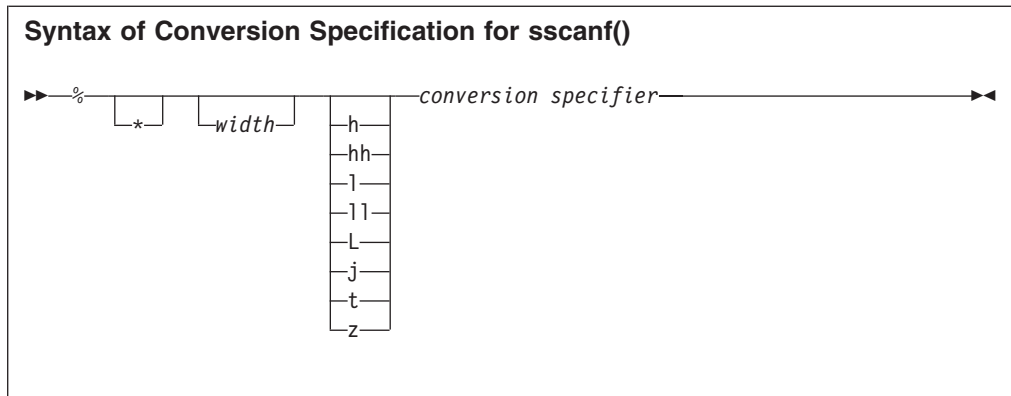 Syntax of Conversion Specification for sscanf()
% conversion specifier
* width h
hh
l
ll
L
j
t
z